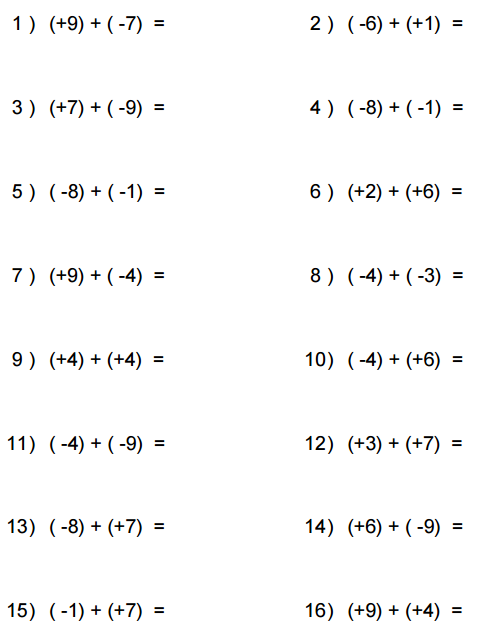 1 ) (+9) + ( -7) =
2 ) ( -6) + (+1) =
3 ) (+7) + ( -9) =
4 ) ( -8) + ( -1) =
5 ) ( -8) + ( -1) =
6 ) (+2) + (+6) =
7 ) (+9) + ( -4) =
8 ) ( -4) + ( -3) =
9 ) (+4) + (+4) =
10) ( -4) + (+6) =
11) ( -4) + ( -9) =
12) (+3) + (+7) =
13) ( -8) + (+7) =
14) (+6) + ( -9) =
15) ( -1) + (+7) =
16) (+9) + (+4) =